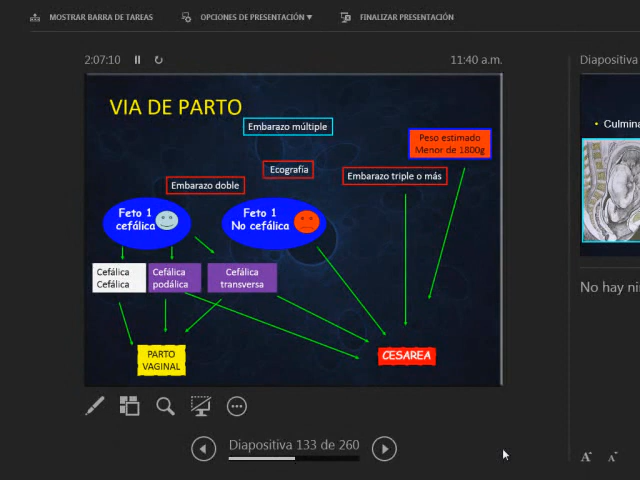 MOSTRAR BARRA DE TAREAS
OPCIONES DE PRESENTACIÓN ▼
FINALIZAR PRESENTACIÓN
2:07:10
11:40 a.m.
Diapositiva
VIA DE PARTO
Embarazo múltiple
Peso estimado
Menor de 1800g
Ecografía
Embarazo doble
Embarazo triple o más
Feto 1
cefálica
Feto 1
No cefálica
Cefálica
Cefálica
Cefálica
podálica
Cefálica
transversa
PARTO
VAGINAL
CESAREA
• Culmina
No hay ni
Diapositiva 133 de 260
A A